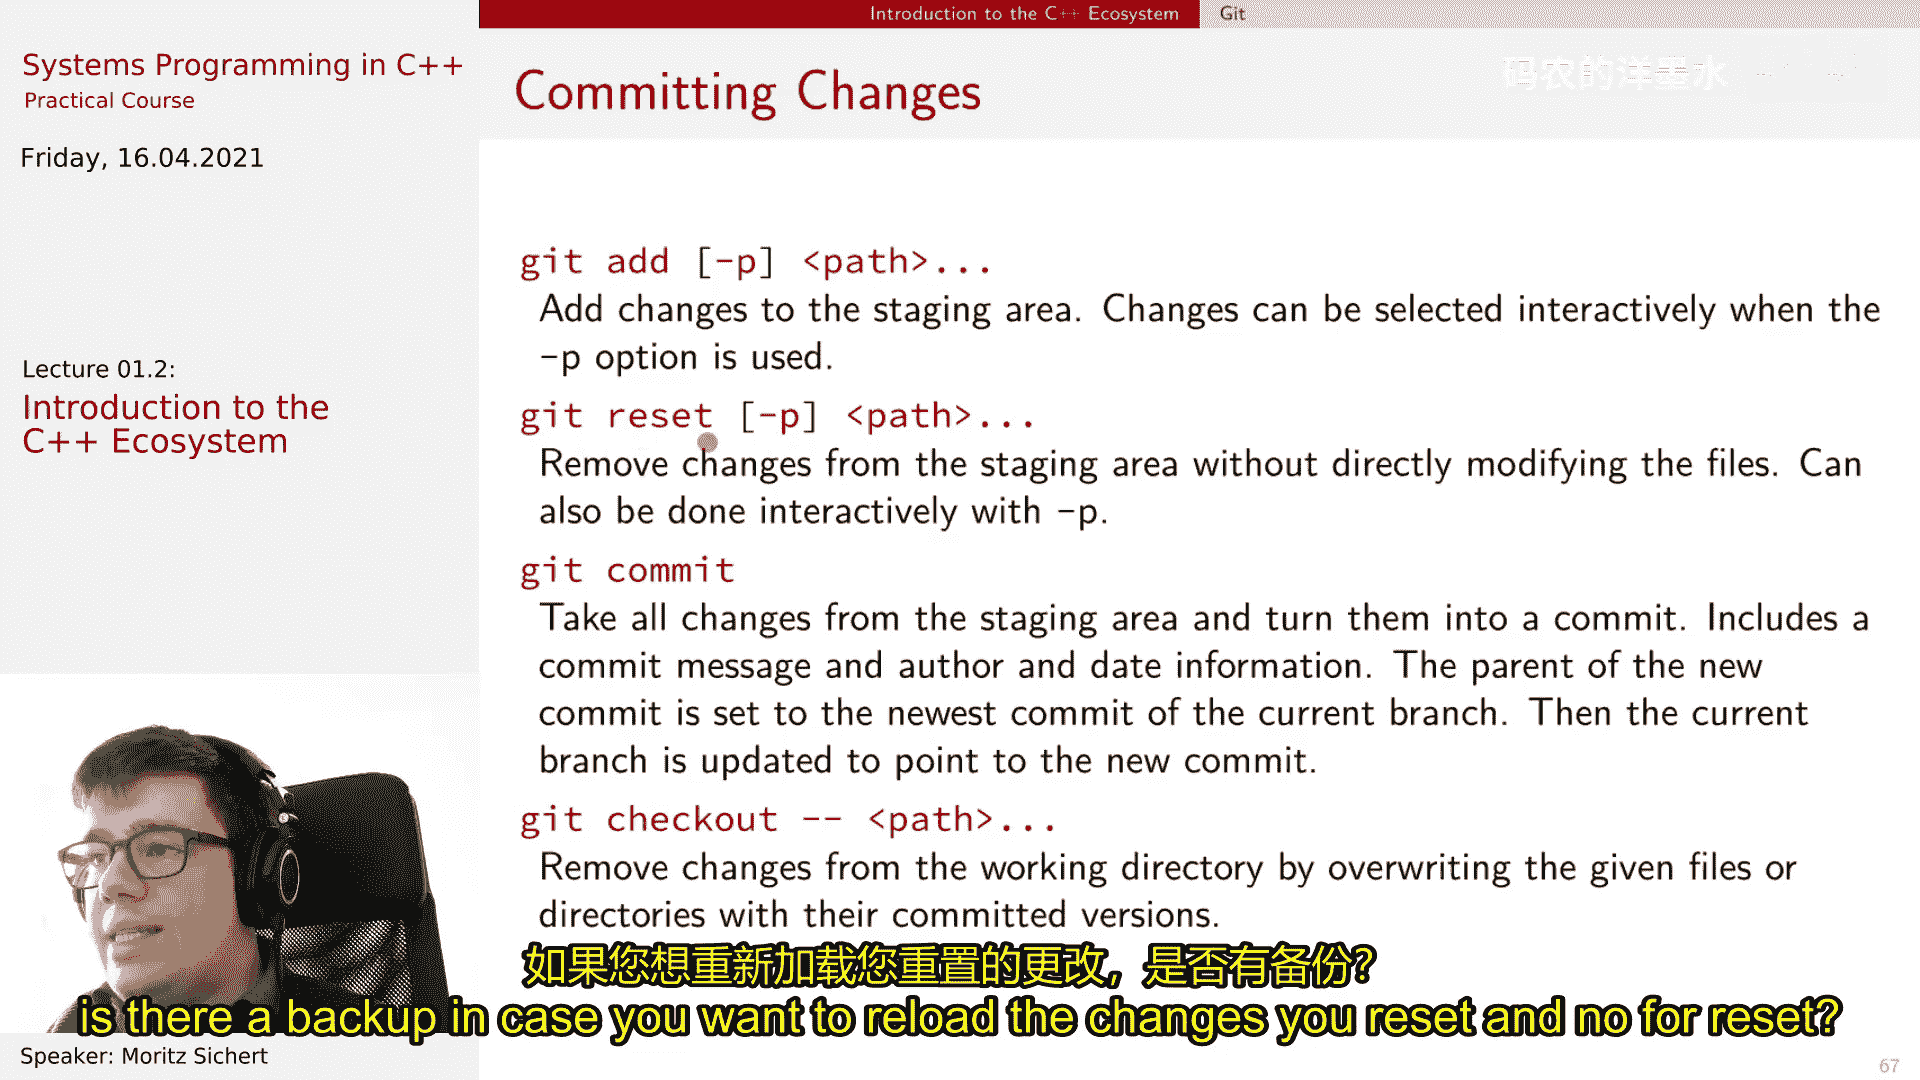 Introduction to the C++ Ecosystem
Git
Systems Programming in C++
Practical Course
Friday, 16.04.2021
Lecture 01.2:
Introduction to the
C++ Ecosystem
码农的洋墨水
Committing Changes
git add [-p] <path>...
Add changes to the staging area. Changes can be selected interactively when the
-p option is used.
git reset [-p] <path>...
Remove changes from the staging area without directly modifying the files. Can
also be done interactively with -p.
git commit
Take all changes from the staging area and turn them into a commit. Includes a
commit message and author and date information. The parent of the new
commit is set to the newest commit of the current branch. Then the current
branch is updated to point to the new commit.
git checkout -- <path>...
Remove changes from the working directory by overwriting the given files or
directories with their committed versions.
如果您想重新加载您重置的更改，是否有备份？
is there a backup in case you want to reload the changes you reset and no for reset?
Speaker: Moritz Sichert
67